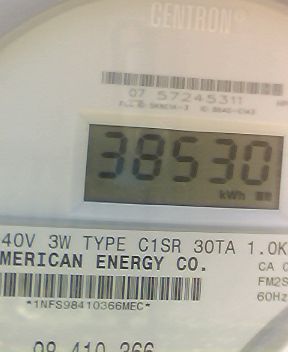 CENTRON®
07 57245311
38530
kWh
40V 3W TYPE C1SR 30TA 1.0K
MERICAN ENERGY CO.
CA 0
FM2S
60Hz
*1NFS98410366MEC*
98 410 366